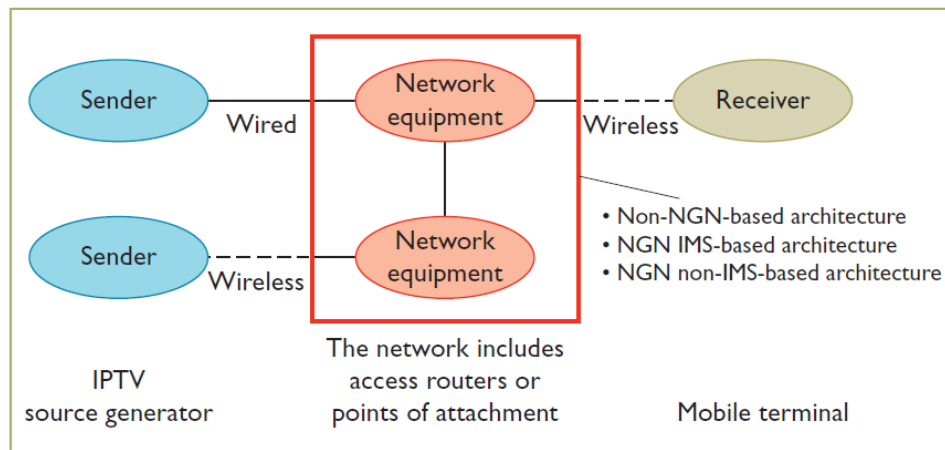 Sender
Wired
Network
equipment
Wireless
Receiver
Sender
Wireless
Network
equipment
• Non-NGN-based architecture
• NGN IMS-based architecture
• NGN non-IMS-based architecture
IPTV
source generator
The network includes
access routers or
points of attachment
Mobile terminal